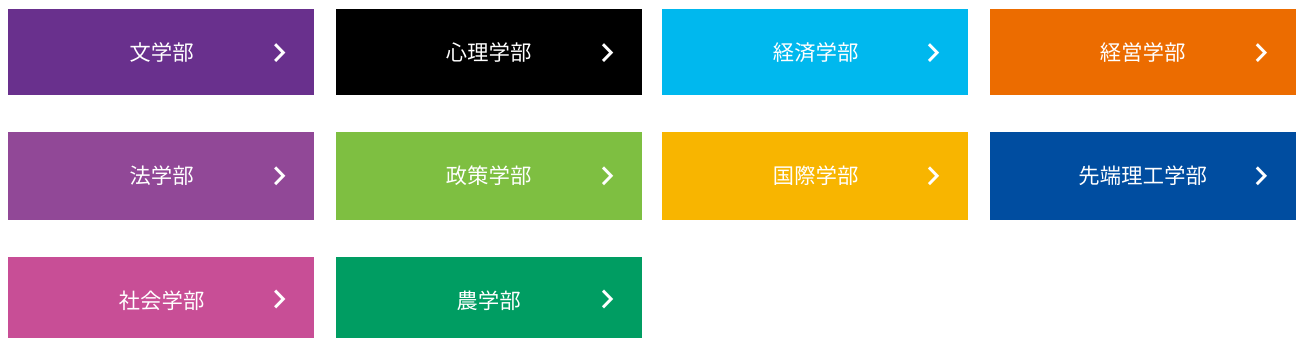 文学部
心理学部
経済学部
経営学部
法学部
政策学部
国際学部
先端理工学部
社会学部
農学部